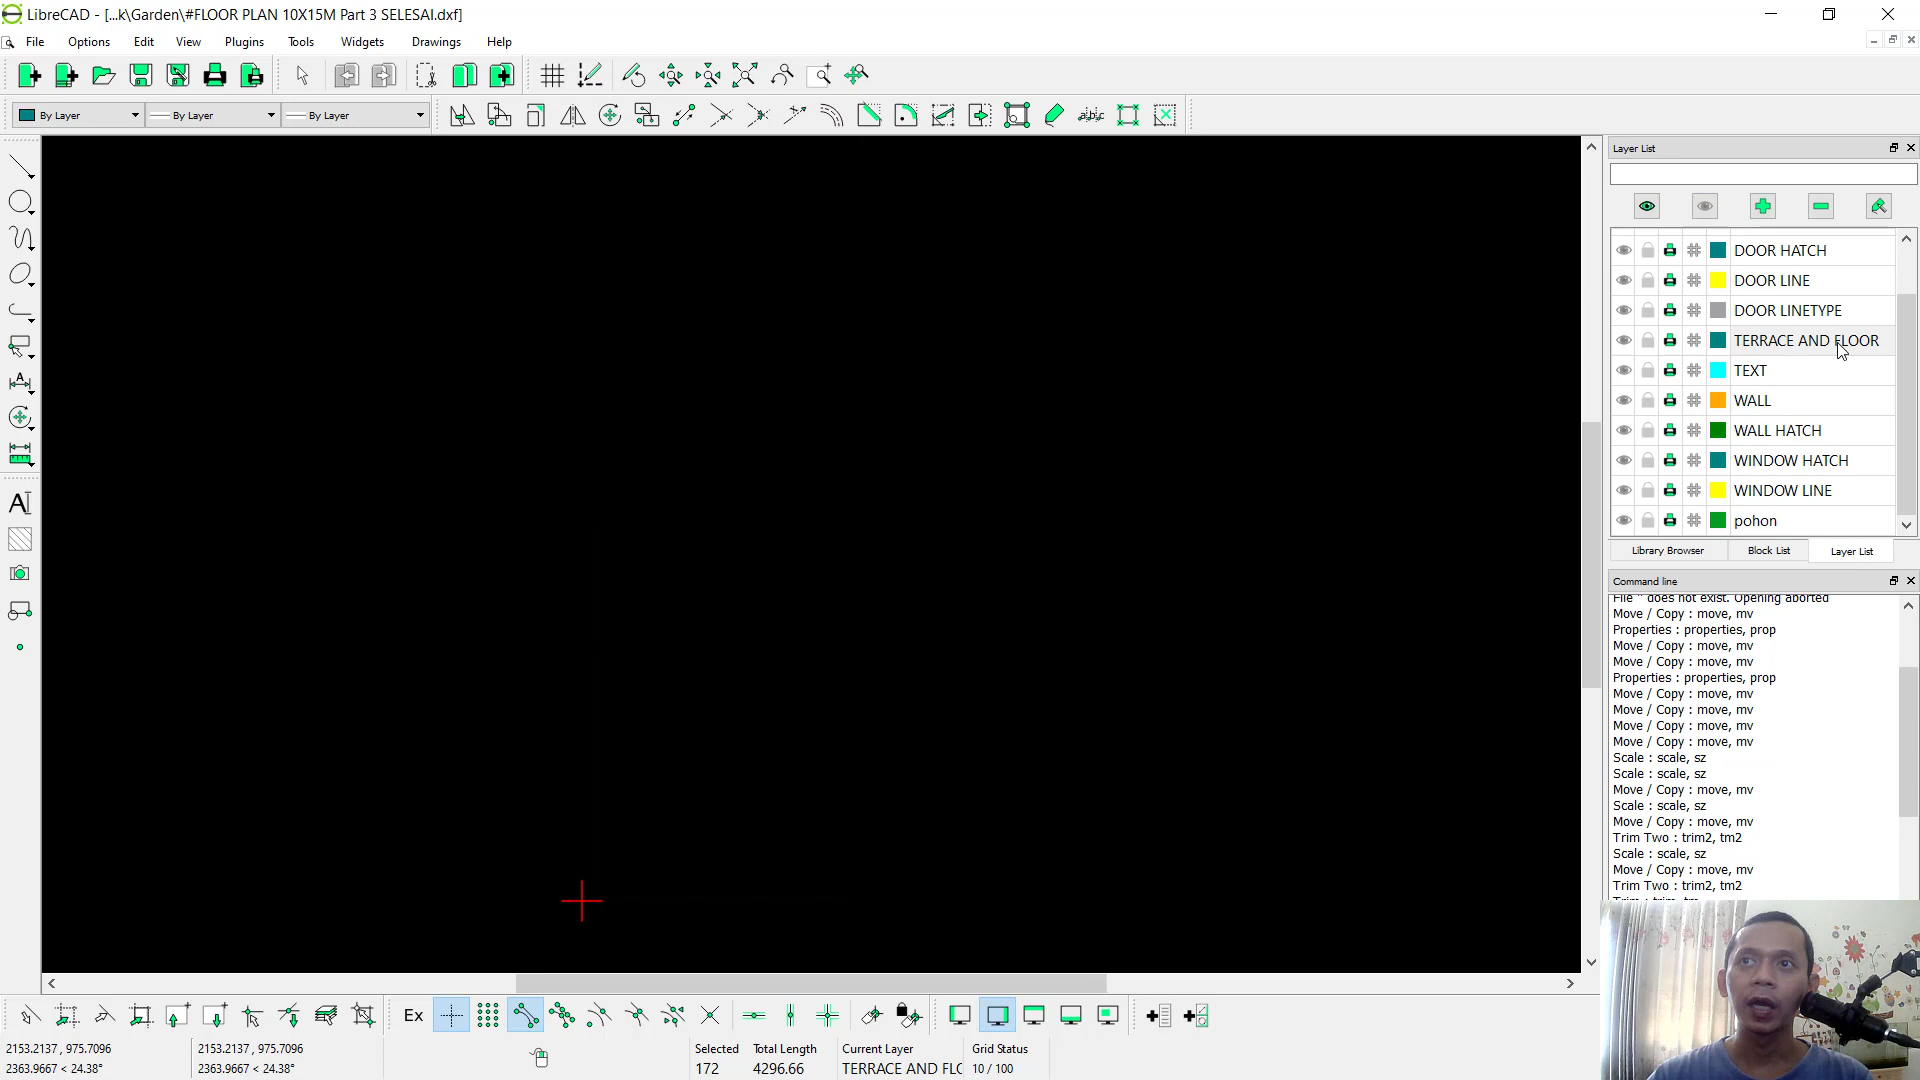 LibreCAD - [...k\Garden\#FLOOR PLAN 10X15M Part 3 SELESAI.dxf]
File Options Edit View Plugins Tools Widgets Drawings Help
By Layer By Layer By Layer
abc
Layer List
DOOR HATCH
DOOR LINE
DOOR LINETYPE
TERRACE AND FLOOR
TEXT
WALL
WALL HATCH
WINDOW HATCH
WINDOW LINE
pohon
Library Browser Block List Layer List
Command line
File '' does not exist. Opening aborted
Move / Copy : move, mv
Properties : properties, prop
Move / Copy : move, mv
Move / Copy : move, mv
Properties : properties, prop
Move / Copy : move, mv
Move / Copy : move, mv
Move / Copy : move, mv
Move / Copy : move, mv
Scale : scale, sz
Scale : scale, sz
Move / Copy : move, mv
Scale : scale, sz
Move / Copy : move, mv
Trim Two : trim2, tm2
Scale : scale, sz
Move / Copy : move, mv
Trim Two : trim2, tm2
Ex
2153.2137 , 975.7096 2153.2137 , 975.7096 Selected Total Length Current Layer Grid Status
2363.9667 < 24.38° 2363.9667 < 24.38° 172 4296.66 TERRACE AND FLC 10 / 100